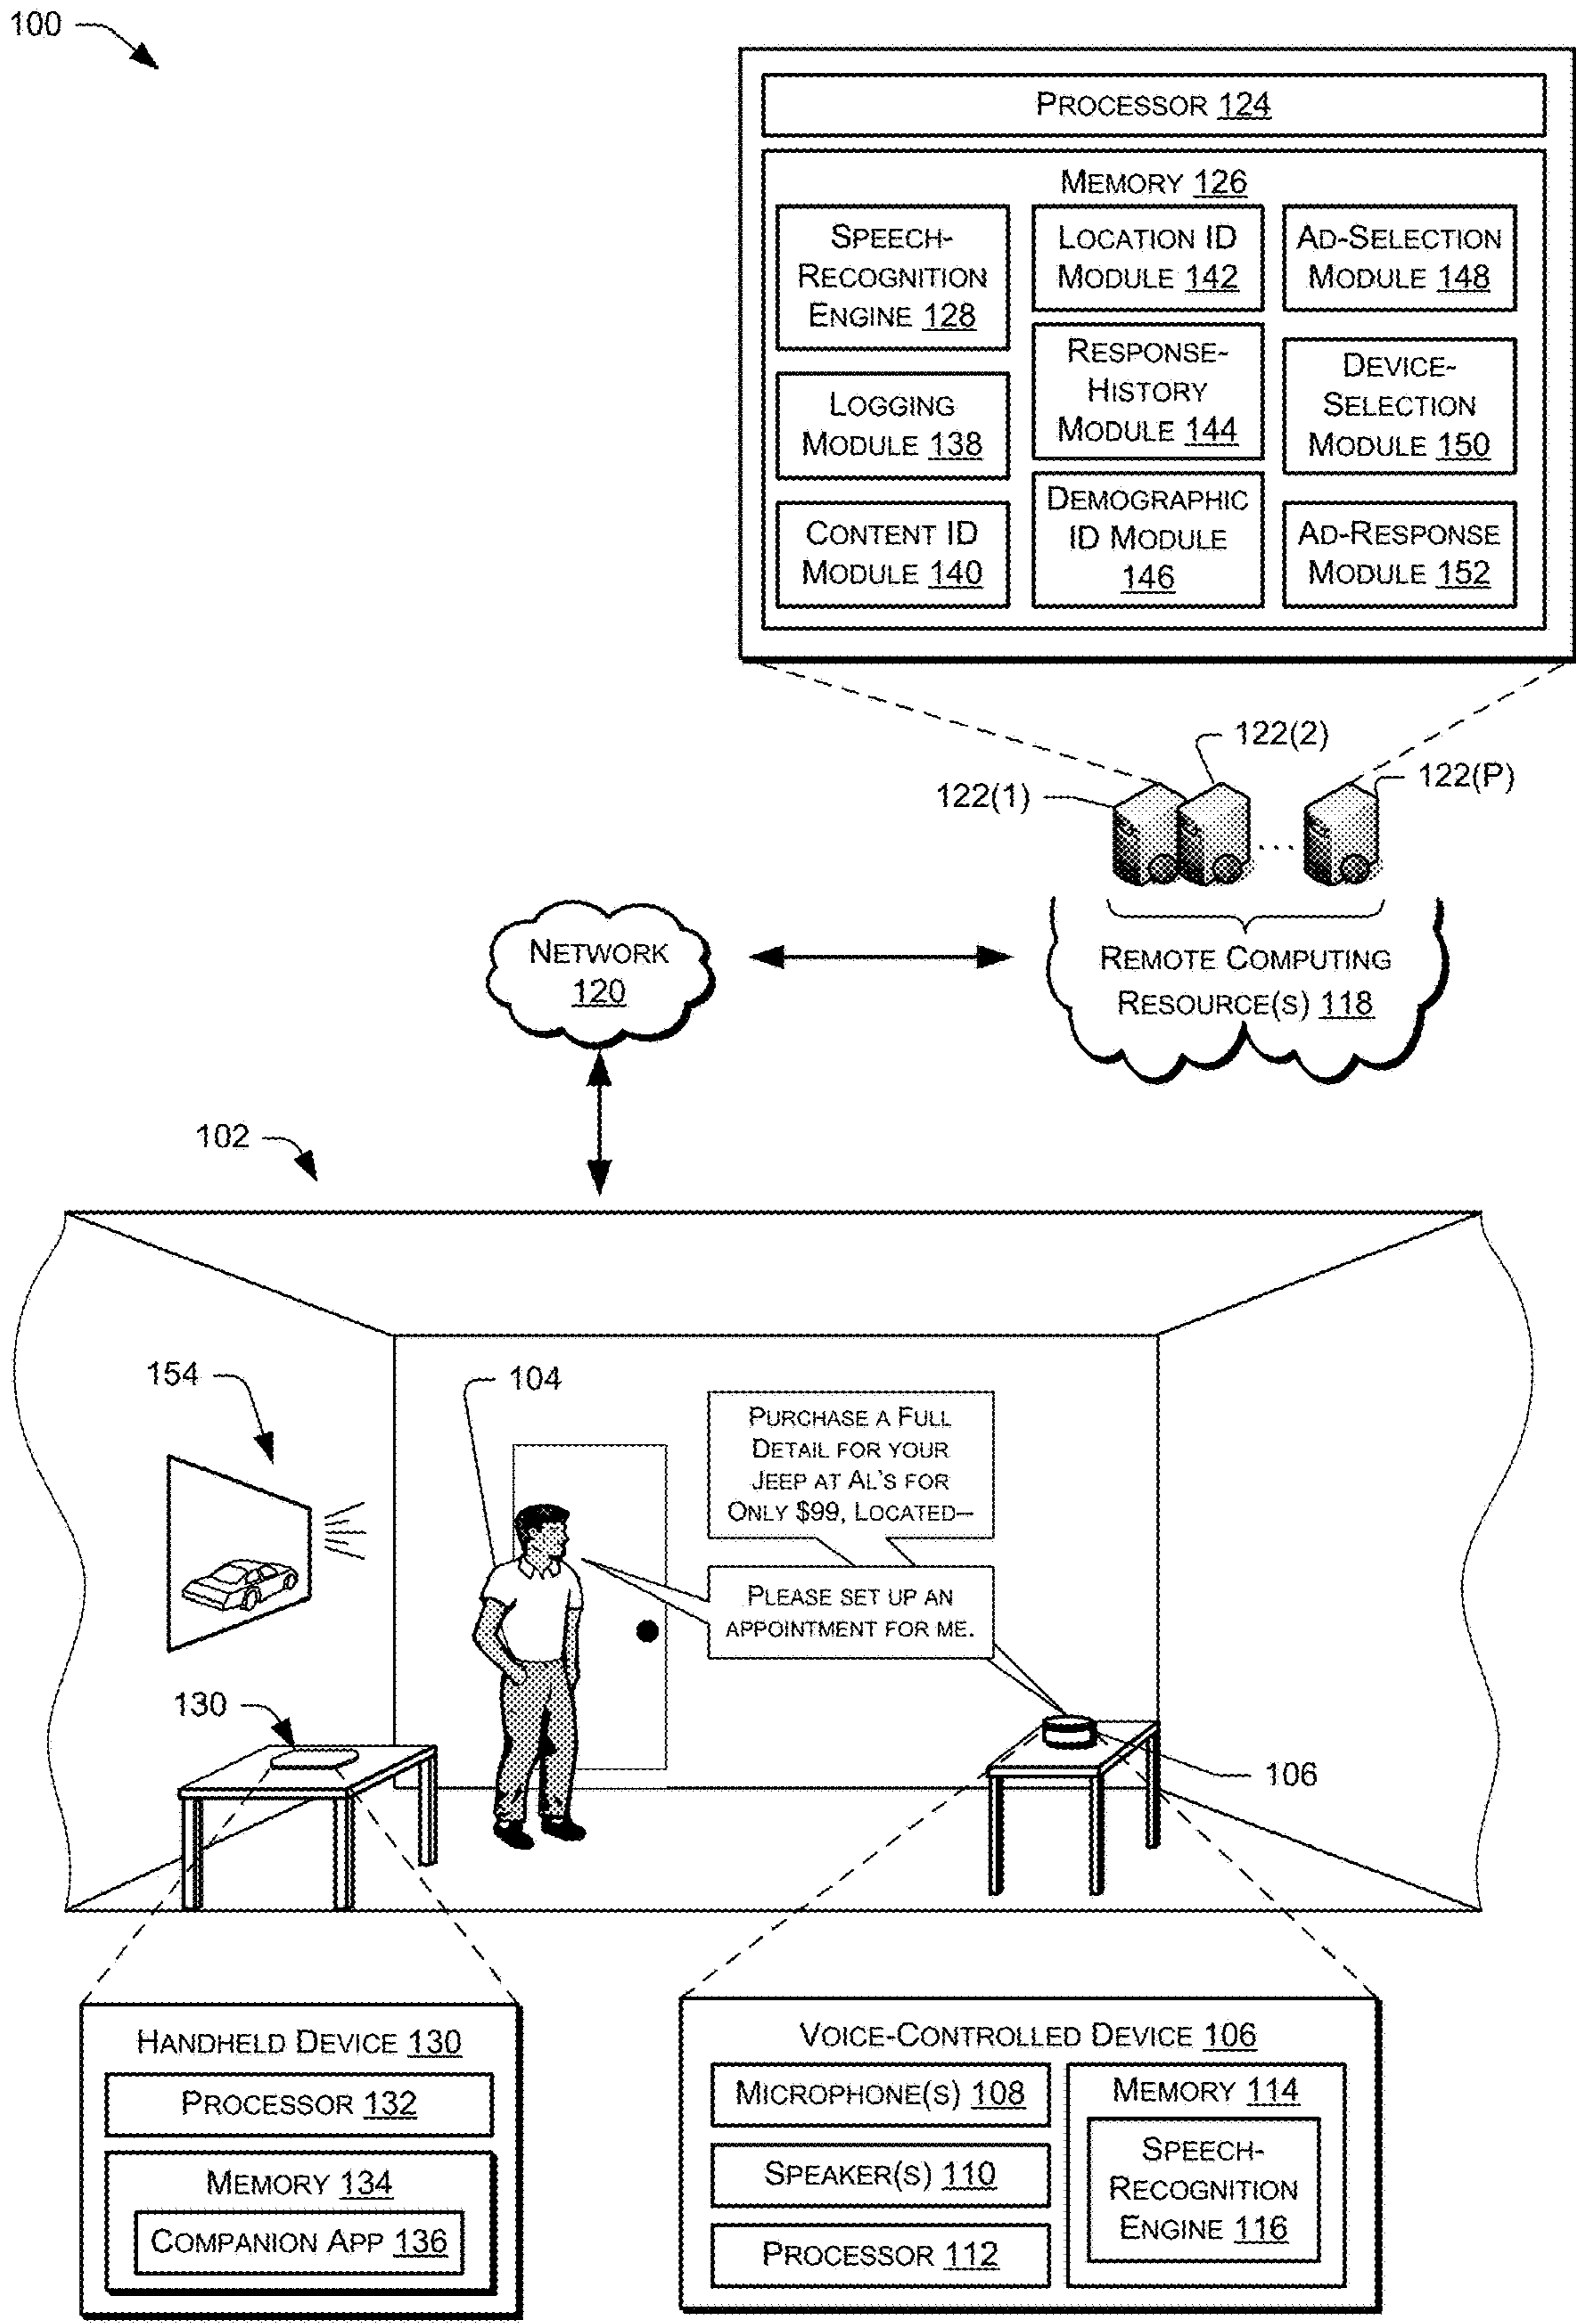 100
PROCESSOR 124
MEMORY 126
SPEECH-
RECOGNITION
ENGINE 128
LOGGING
MODULE 138
CONTENT ID
MODULE 140
LOCATION ID
MODULE 142
RESPONSE-
HISTORY
MODULE 144
DEMOGRAPHIC
ID MODULE
146
AD-SELECTION
MODULE 148
DEVICE-
SELECTION
MODULE 150
AD-RESPONSE
MODULE 152
122(1)
122(2)
122(P)
...
NETWORK
120
REMOTE COMPUTING
RESOURCE(S) 118
102
154
104
PURCHASE A FULL
DETAIL FOR YOUR
JEEP AT AL'S FOR
ONLY $99, LOCATED–
PLEASE SET UP AN
APPOINTMENT FOR ME.
130
106
HANDHELD DEVICE 130
PROCESSOR 132
MEMORY 134
COMPANION APP 136
VOICE-CONTROLLED DEVICE 106
MICROPHONE(S) 108
SPEAKER(S) 110
PROCESSOR 112
MEMORY 114
SPEECH-
RECOGNITION
ENGINE 116